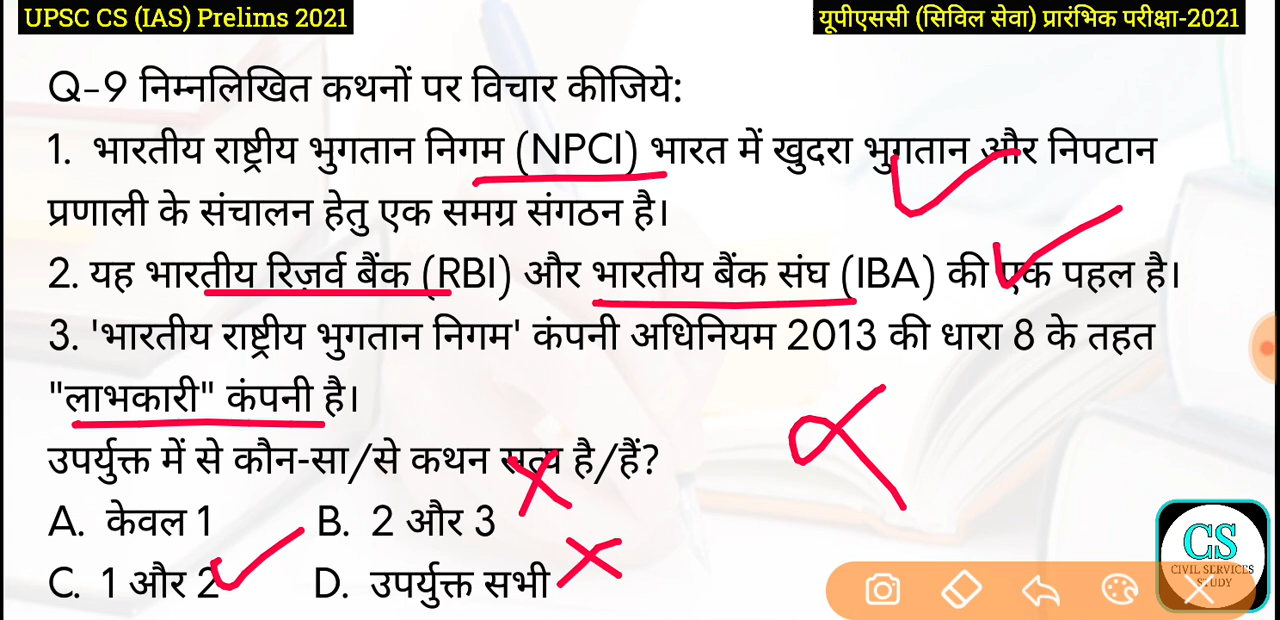 UPSC CS (IAS) Prelims 2021
यूपीएससी (सिविल सेवा) प्रारंभिक परीक्षा-2021
Q-9 निम्नलिखित कथनों पर विचार कीजिये:
1. भारतीय राष्ट्रीय भुगतान निगम (NPCI) भारत में खुदरा भुगतान और निपटान
प्रणाली के संचालन हेतु एक समग्र संगठन है।
2. यह भारतीय रिज़र्व बैंक (RBI) और भारतीय बैंक संघ (IBA) की एक पहल है।
3. 'भारतीय राष्ट्रीय भुगतान निगम' कंपनी अधिनियम 2013 की धारा 8 के तहत
"लाभकारी" कंपनी है।
उपर्युक्त में से कौन-सा/से कथन सत्य है/हैं?
A. केवल 1 B. 2 और 3
C. 1 और 2 D. उपर्युक्त सभी
CS
CIVIL SERVICES
STUDY